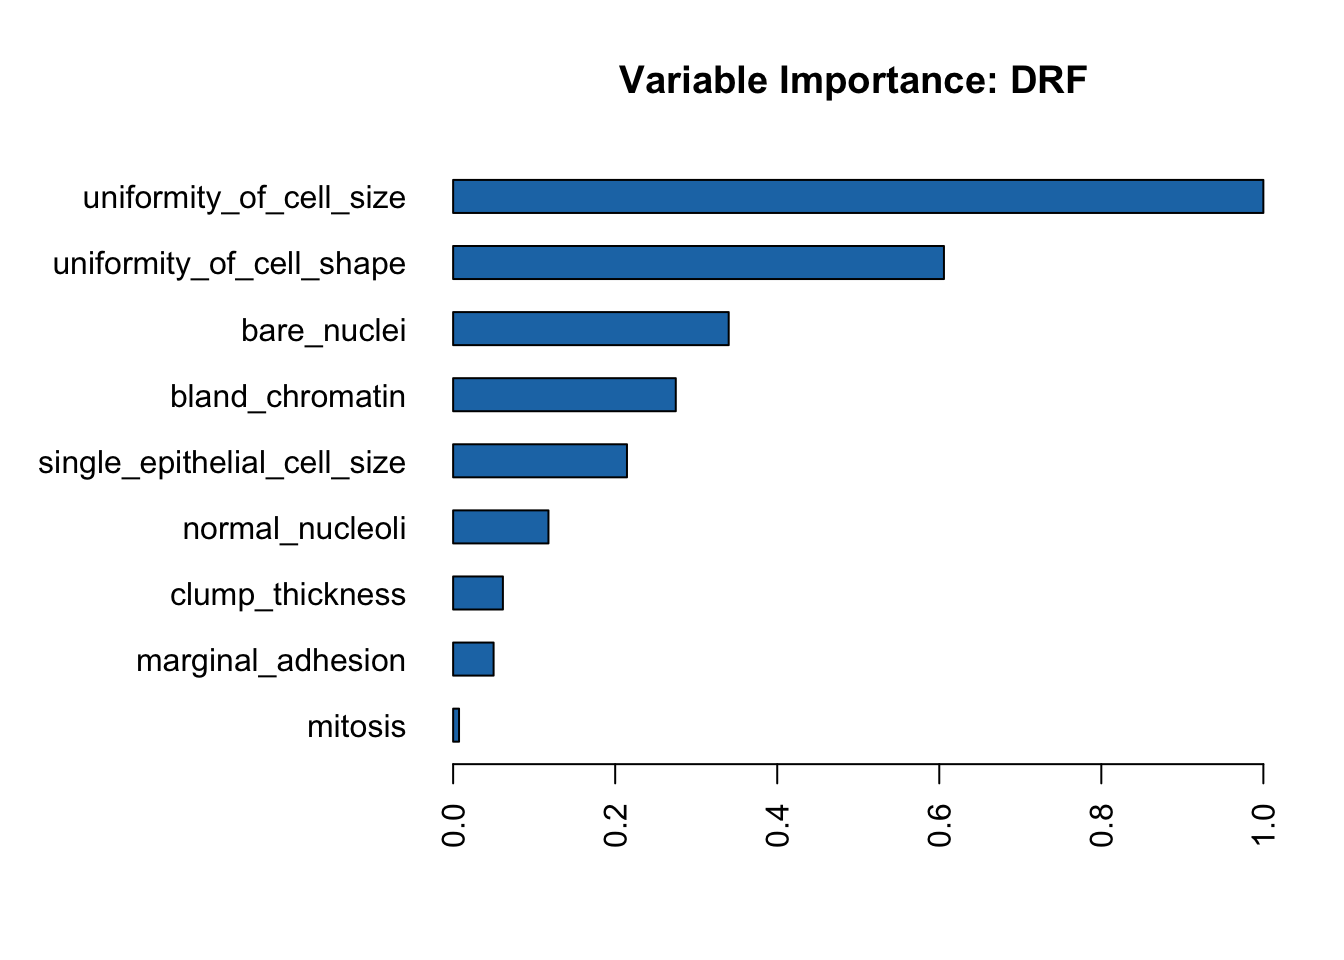 Variable Importance: DRF
uniformity_of_cell_size
uniformity_of_cell_shape
bare_nuclei
bland_chromatin
single_epithelial_cell_size
normal_nucleoli
clump_thickness
marginal_adhesion
mitosis
0.0 0.2 0.4 0.6 0.8 1.0